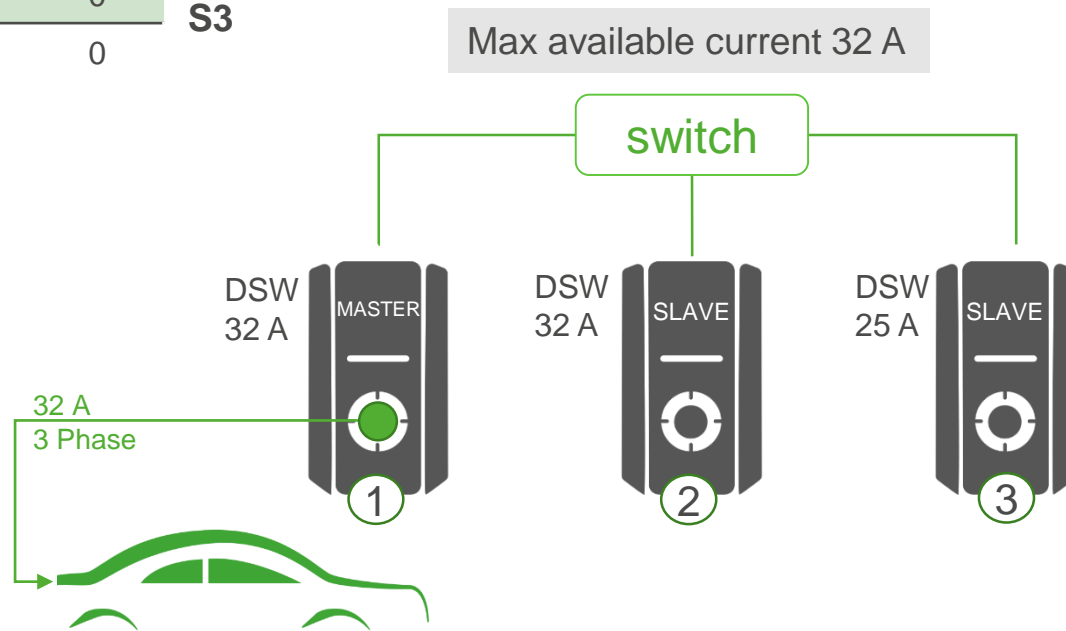 S3
0
Max available current 32 A
switch
DSW
32 A
MASTER
DSW
32 A
SLAVE
DSW
25 A
SLAVE
32 A
3 Phase
1
2
3